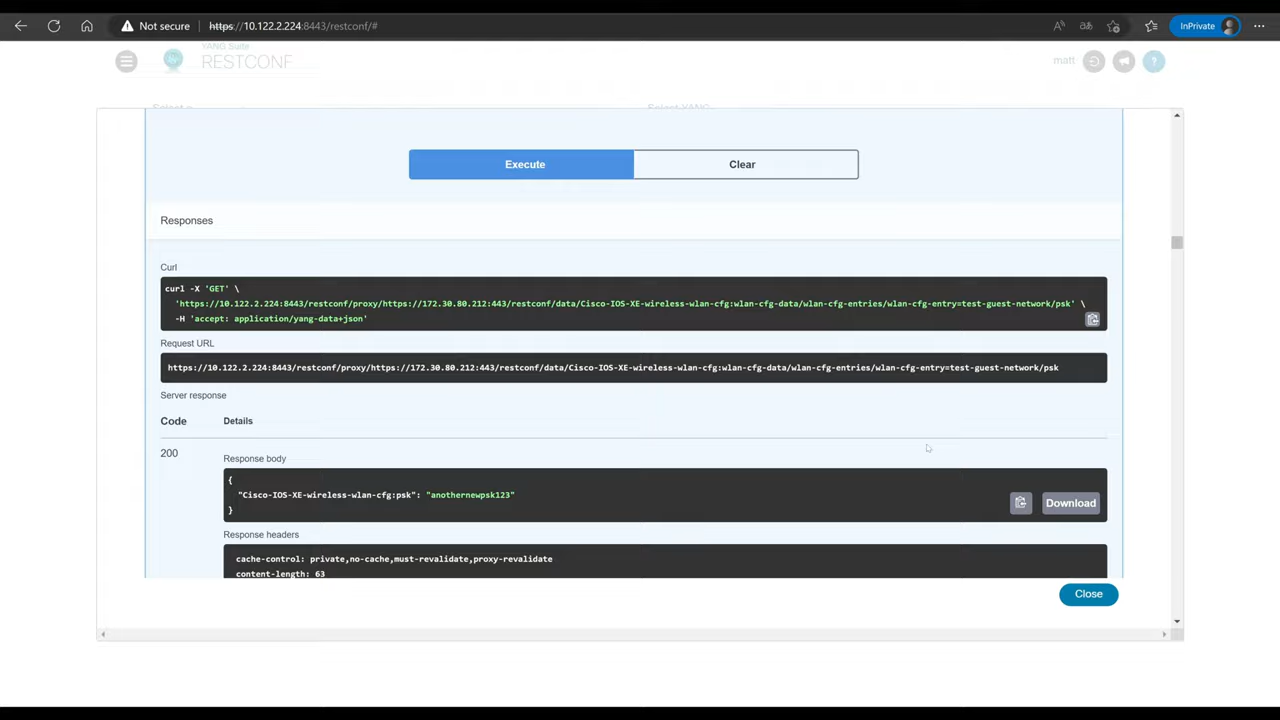 Not secure
https://10.122.2.224:8443/restconf/#
InPrivate
YANG Suite
RESTCONF
matt
Select YANG
Execute
Clear
Responses
Curl
curl -X 'GET' \
'https://10.122.2.224:8443/restconf/proxy/https://172.30.80.212:443/restconf/data/Cisco-IOS-XE-wireless-wlan-cfg:wlan-cfg-data/wlan-cfg-entries/wlan-cfg-entry=test-guest-network/psk' \
-H 'accept: application/yang-data+json'
Request URL
https://10.122.2.224:8443/restconf/proxy/https://172.30.80.212:443/restconf/data/Cisco-IOS-XE-wireless-wlan-cfg:wlan-cfg-data/wlan-cfg-entries/wlan-cfg-entry=test-guest-network/psk
Server response
Code
Details
200
Response body
{
"Cisco-IOS-XE-wireless-wlan-cfg:psk": "anothernewpsk123"
}
Download
Response headers
cache-control: private,no-cache,must-revalidate,proxy-revalidate
content-length: 63
Close